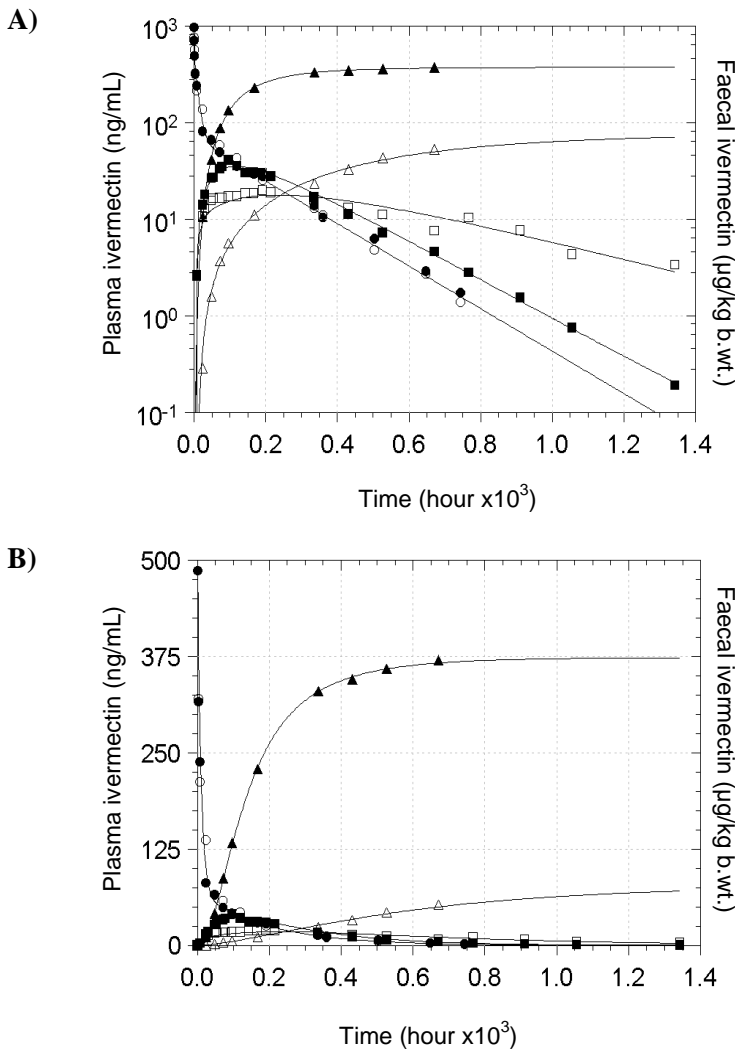 A)
10³
10²
10¹
10⁰
10⁻¹
Plasma ivermectin (ng/mL)
Faecal ivermectin (µg/kg b.wt.)
0.0 0.2 0.4 0.6 0.8 1.0 1.2 1.4
Time (hour x10³)
B)
500
375
250
125
0
Plasma ivermectin (ng/mL)
Faecal ivermectin (µg/kg b.wt.)
0.0 0.2 0.4 0.6 0.8 1.0 1.2 1.4
Time (hour x10³)